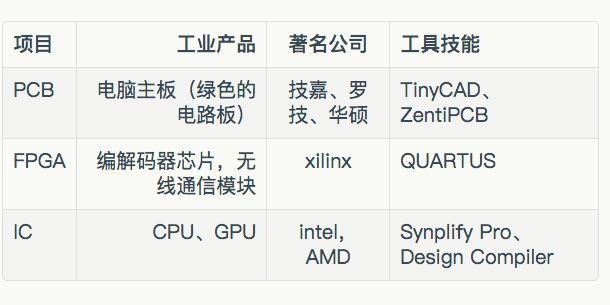 项目 工业产品 著名公司 工具技能
PCB 电脑主板（绿色的 技嘉、罗 TinyCAD、
电路板） 技、华硕 ZentiPCB
FPGA 编解码器芯片，无 xilinx QUARTUS
线通信模块
IC CPU、GPU intel， Synplify Pro、
AMD Design Compiler